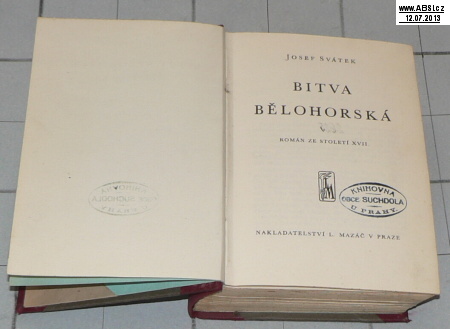 www.ABSI.cz
12.07.2013
JOSEF SVÁTEK
BITVA
BĚLOHORSKÁ
ROMÁN ZE STOLETÍ XVII
KNIHOVNA
OBCE SUCHDOLA
U PRAHY.
NAKLADATELSTVÍ L. MAZÁČ V PRAZE